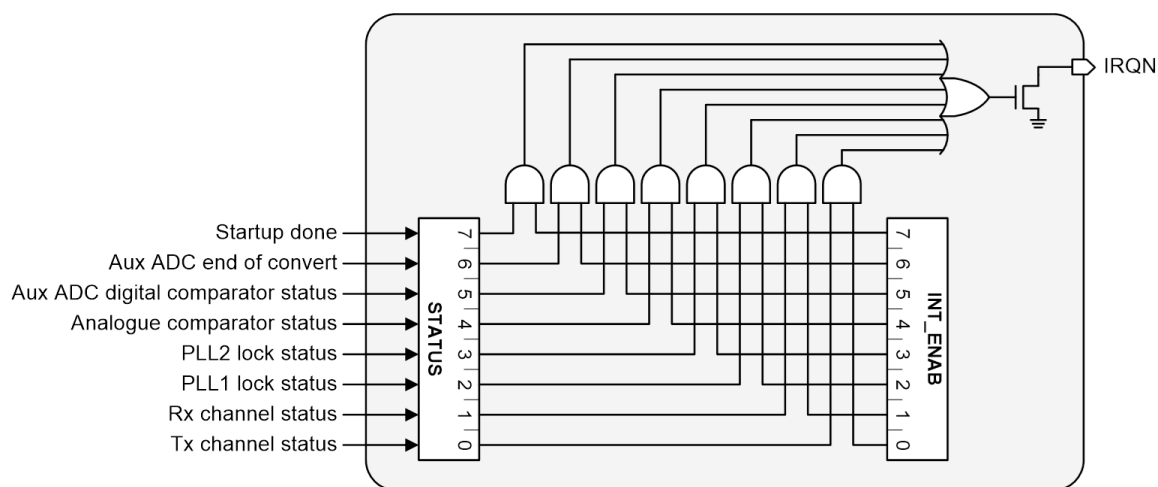 IRQN
Startup done
Aux ADC end of convert
Aux ADC digital comparator status
Analogue comparator status
PLL2 lock status
PLL1 lock status
Rx channel status
Tx channel status
STATUS
7
6
5
4
3
2
1
0
INT_ENAB
7
6
5
4
3
2
1
0